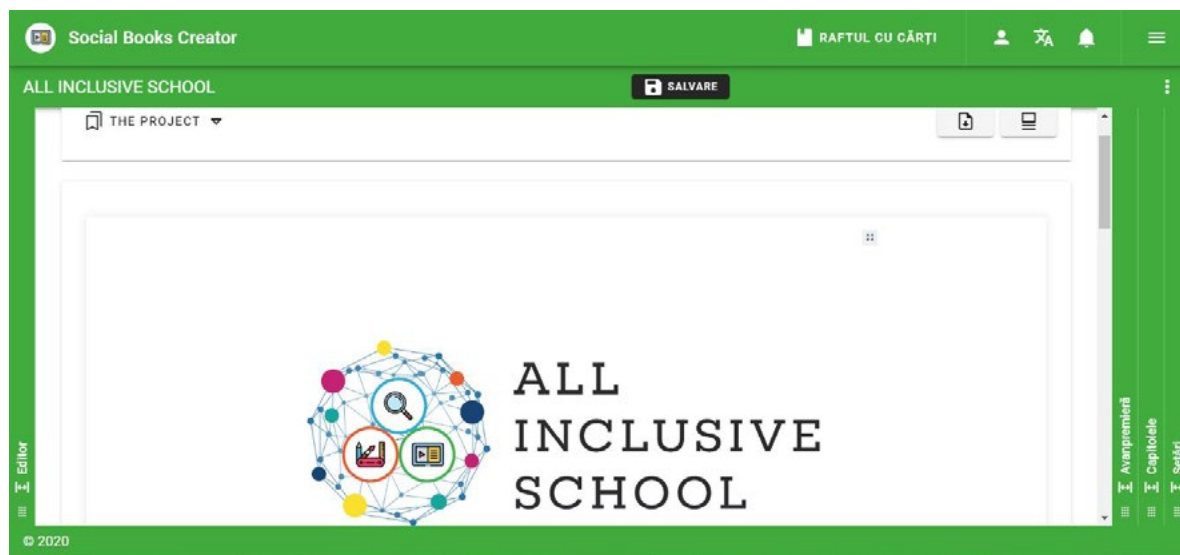 Social Books Creator
RAFTUL CU CĂRȚI
ALL INCLUSIVE SCHOOL
SALVARE
THE PROJECT
ALL
INCLUSIVE
SCHOOL
Editor
Avanpremieră
Capitolele
Setări
© 2020